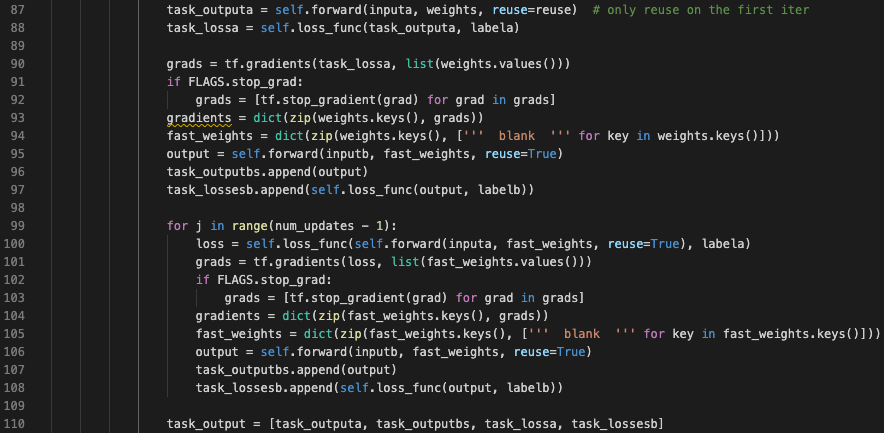 87 task_outputa = self.forward(inputa, weights, reuse=reuse)  # only reuse on the first iter
88 task_lossa = self.loss_func(task_outputa, labela)
89
90 grads = tf.gradients(task_lossa, list(weights.values()))
91 if FLAGS.stop_grad:
92     grads = [tf.stop_gradient(grad) for grad in grads]
93 gradients = dict(zip(weights.keys(), grads))
94 fast_weights = dict(zip(weights.keys(), [''' blank ''' for key in weights.keys()]))
95 output = self.forward(inputb, fast_weights, reuse=True)
96 task_outputbs.append(output)
97 task_lossesb.append(self.loss_func(output, labelb))
98
99 for j in range(num_updates - 1):
100     loss = self.loss_func(self.forward(inputa, fast_weights, reuse=True), labela)
101     grads = tf.gradients(loss, list(fast_weights.values()))
102     if FLAGS.stop_grad:
103         grads = [tf.stop_gradient(grad) for grad in grads]
104     gradients = dict(zip(fast_weights.keys(), grads))
105     fast_weights = dict(zip(fast_weights.keys(), [''' blank ''' for key in fast_weights.keys()]))
106     output = self.forward(inputb, fast_weights, reuse=True)
107     task_outputbs.append(output)
108     task_lossesb.append(self.loss_func(output, labelb))
109
110 task_output = [task_outputa, task_outputbs, task_lossa, task_lossesb]